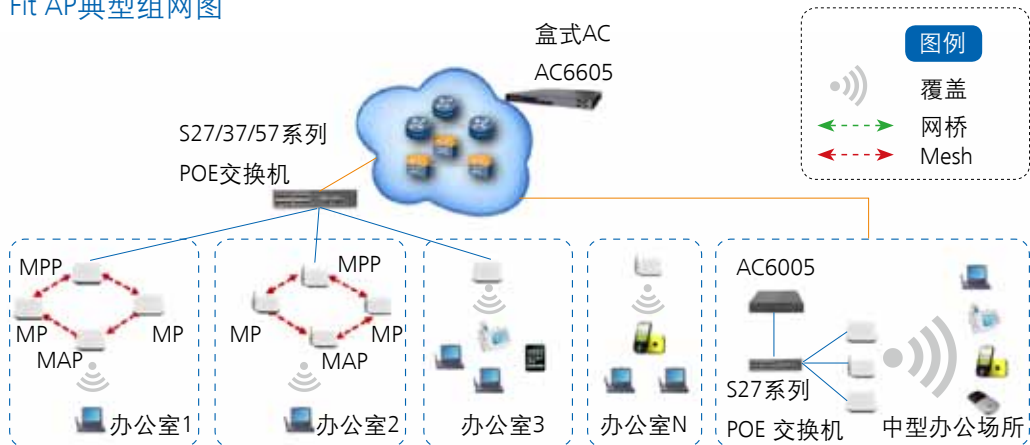 Fit AP典型组网图
盒式AC
AC6605
图例
覆盖
网桥
Mesh
S27/37/57系列
POE交换机
MPP
MP
MP
MAP
办公室1
MPP
MP
MP
MAP
办公室2
办公室3
办公室N
AC6005
S27系列
POE 交换机
中型办公场所